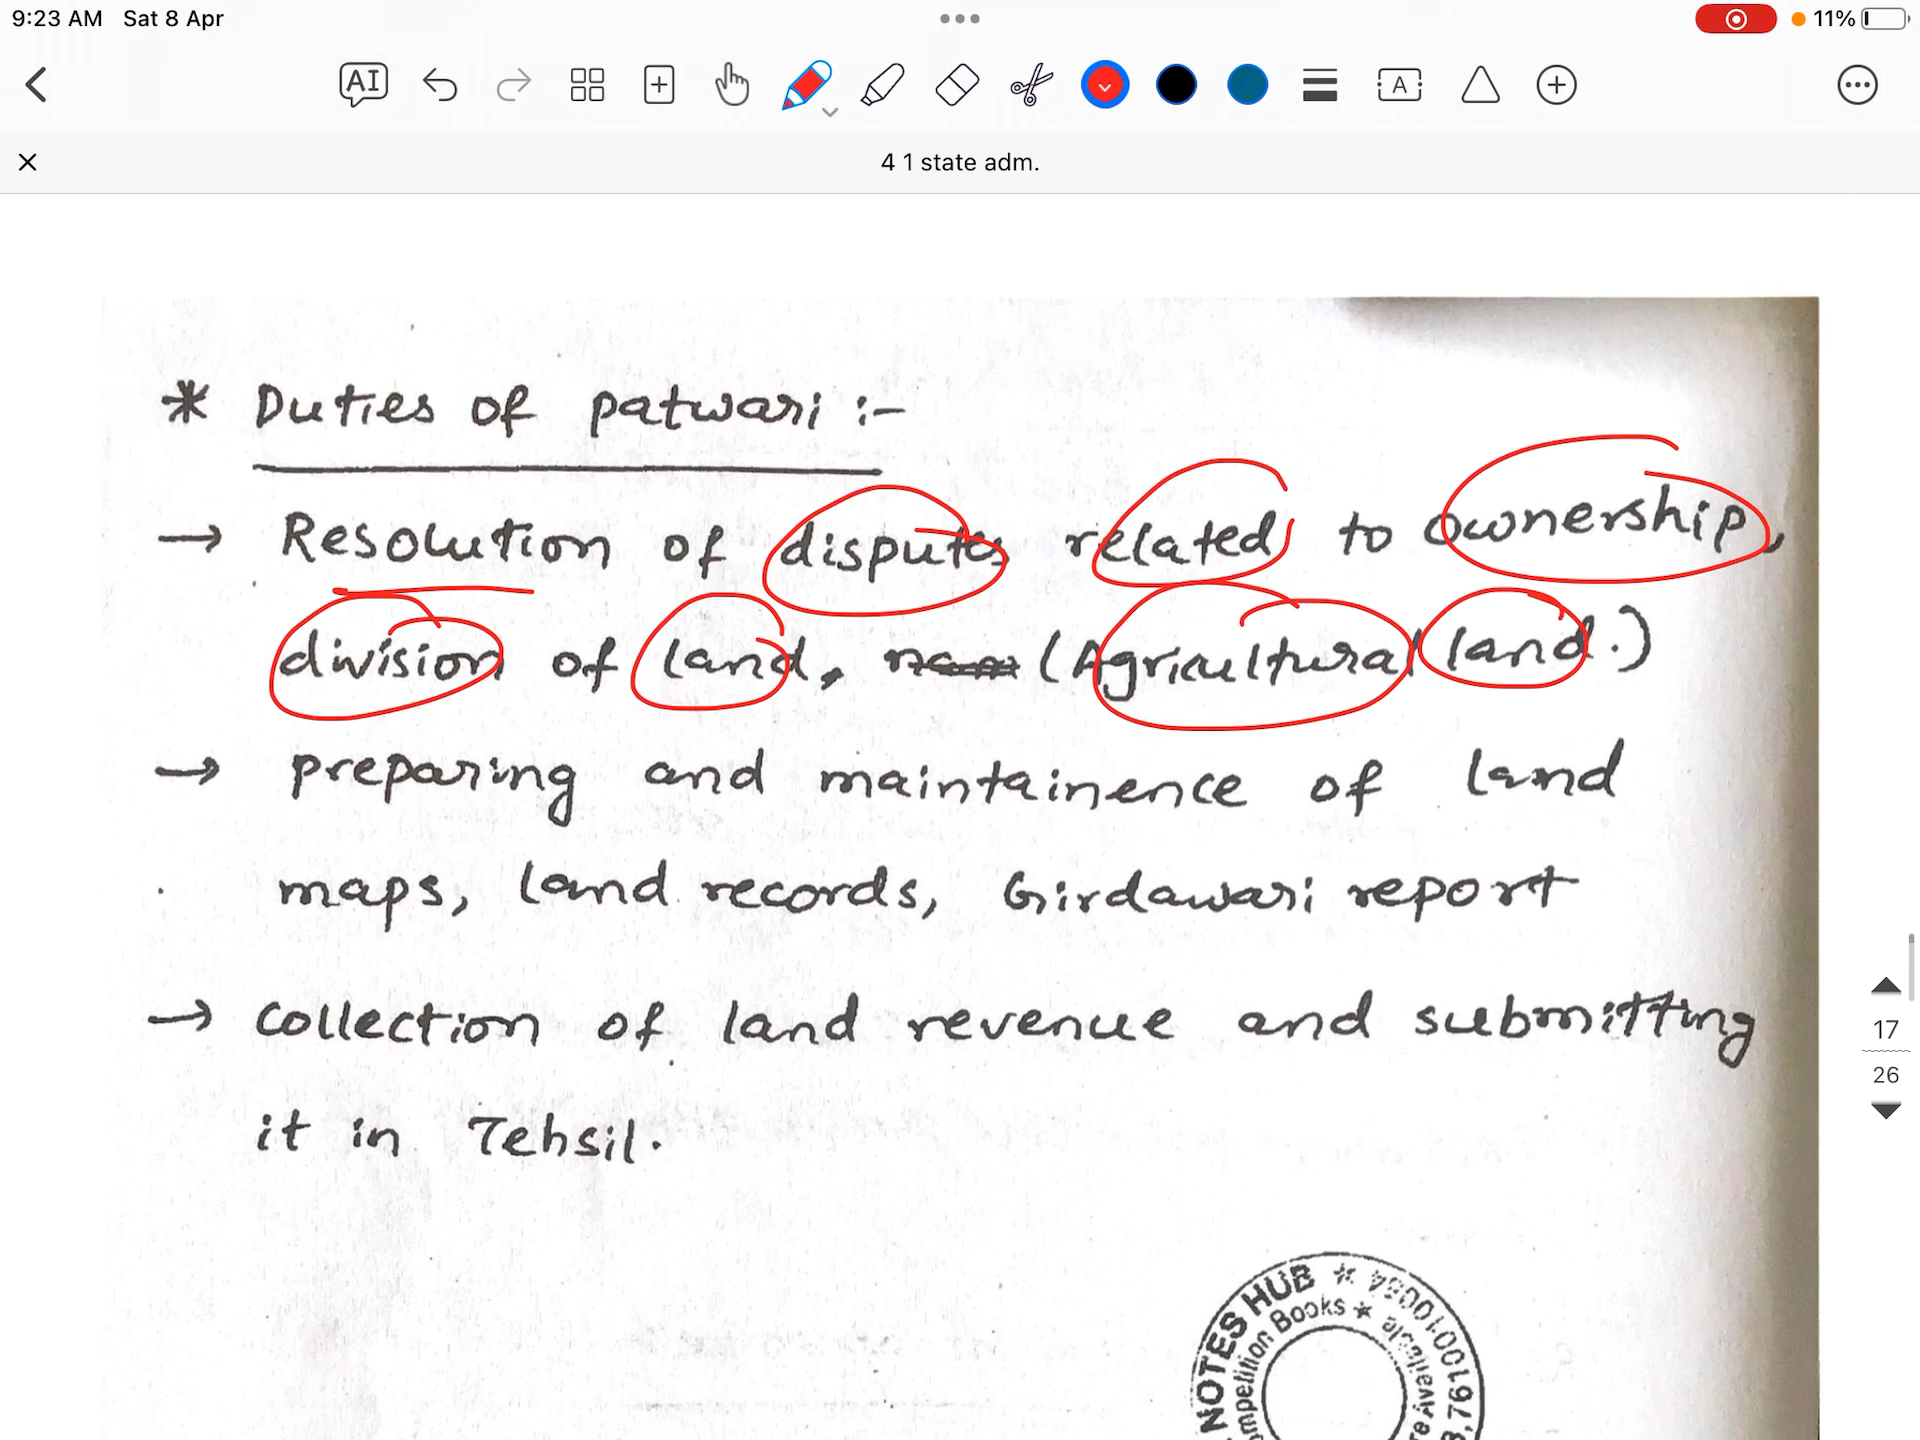 9:23 AM Sat 8 Apr
11%
AI
A
4 1 state adm.
* Duties of patwari :-
→ Resolution of disputes related to ownership,
division of land, (Agricultural land.)
→ preparing and maintainence of land
maps, land records, Girdawari report
→ collection of land revenue and submitting
it in Tehsil.
17
26
NOTES HUB *
Books *
Available